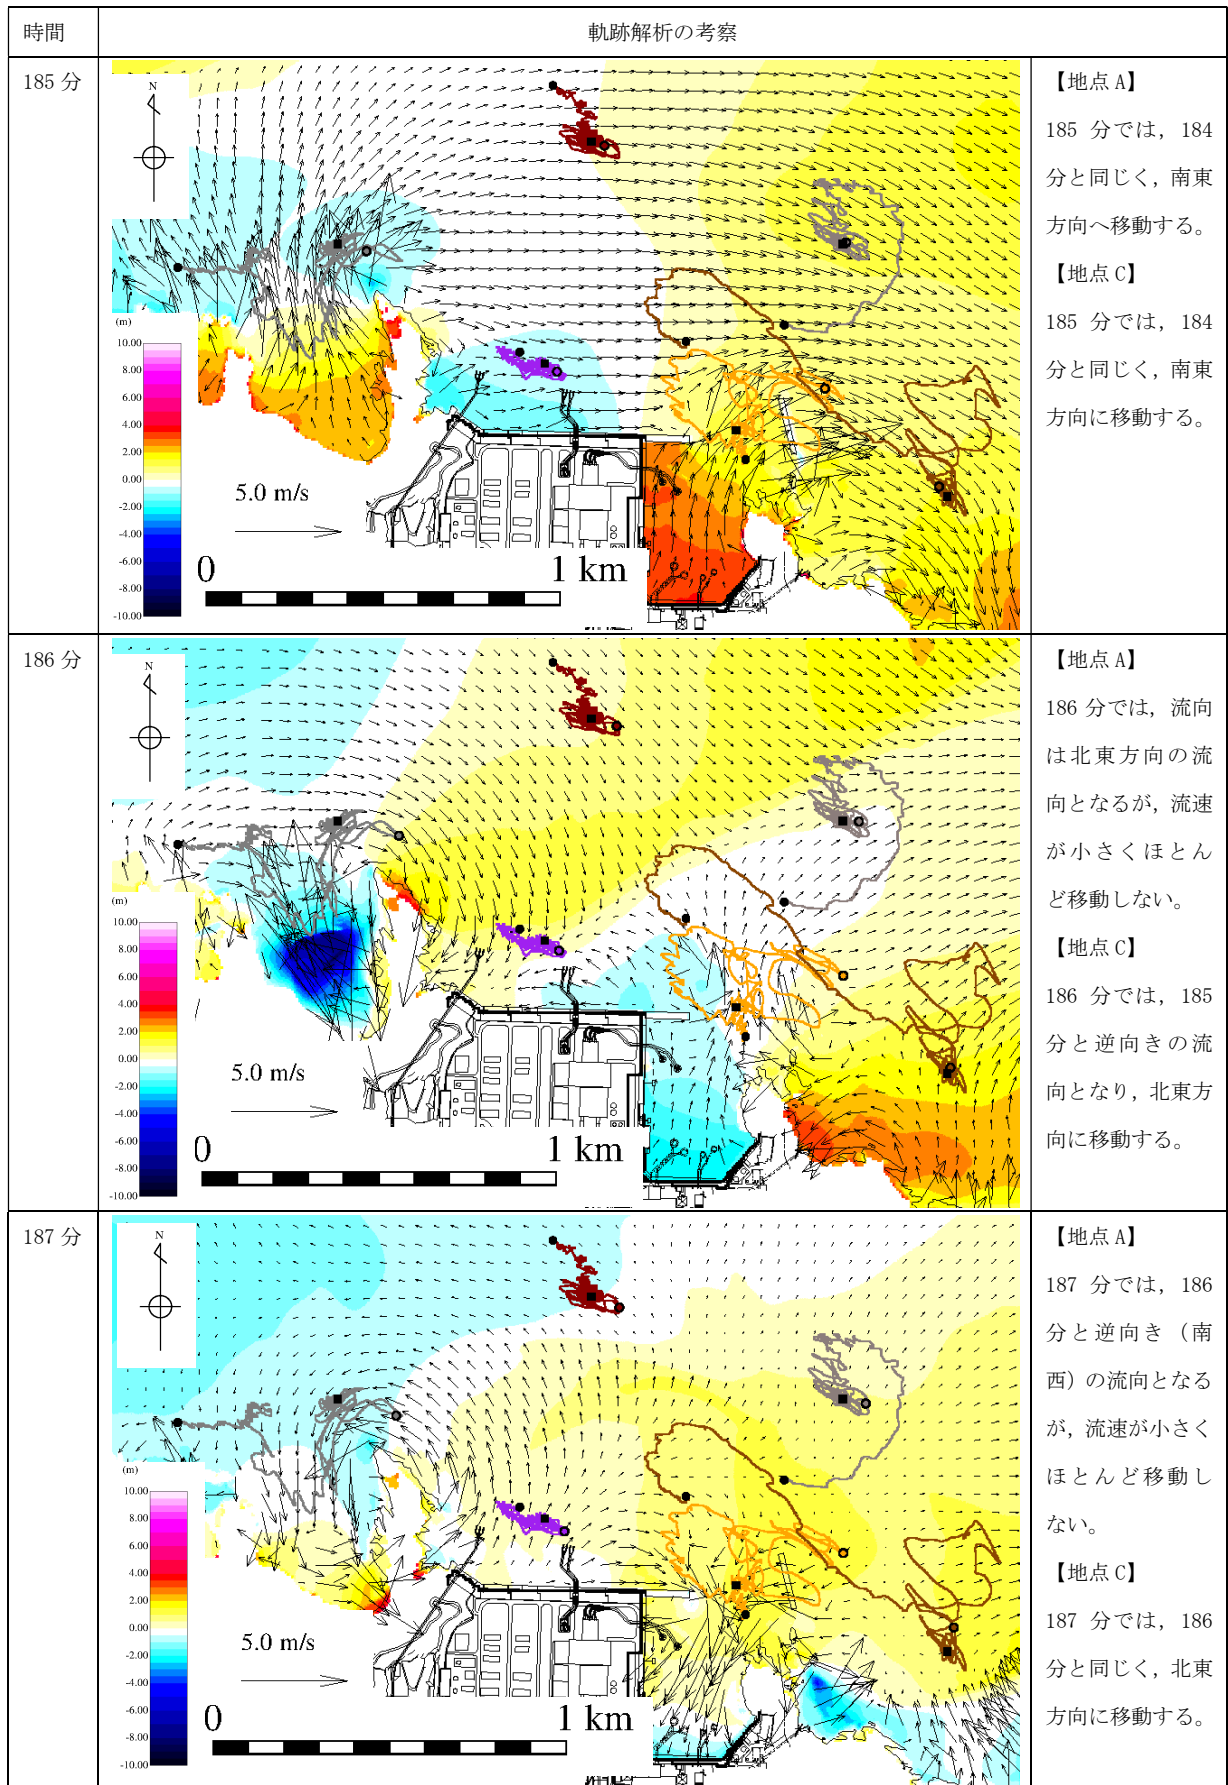 時間
軌跡解析の考察
185 分
N
(m)
10.00
8.00
6.00
4.00
2.00
0.00
-2.00
-4.00
-6.00
-8.00
-10.00
5.0 m/s
0
1 km
【地点 A】
185 分では，184
分と同じく，南東
方向へ移動する。
【地点 C】
185 分では，184
分と同じく，南東
方向に移動する。
186 分
N
(m)
10.00
8.00
6.00
4.00
2.00
0.00
-2.00
-4.00
-6.00
-8.00
-10.00
5.0 m/s
0
1 km
【地点 A】
186 分では，流向
は北東方向の流
向となるが，流速
が小さくほとん
ど移動しない。
【地点 C】
186 分では，185
分と逆向きの流
向となり，北東方
向に移動する。
187 分
N
(m)
10.00
8.00
6.00
4.00
2.00
0.00
-2.00
-4.00
-6.00
-8.00
-10.00
5.0 m/s
0
1 km
【地点 A】
187 分では，186
分と逆向き（南
西）の流向となる
が，流速が小さく
ほとんど移動し
ない。
【地点 C】
187 分では，186
分と同じく，北東
方向に移動する。